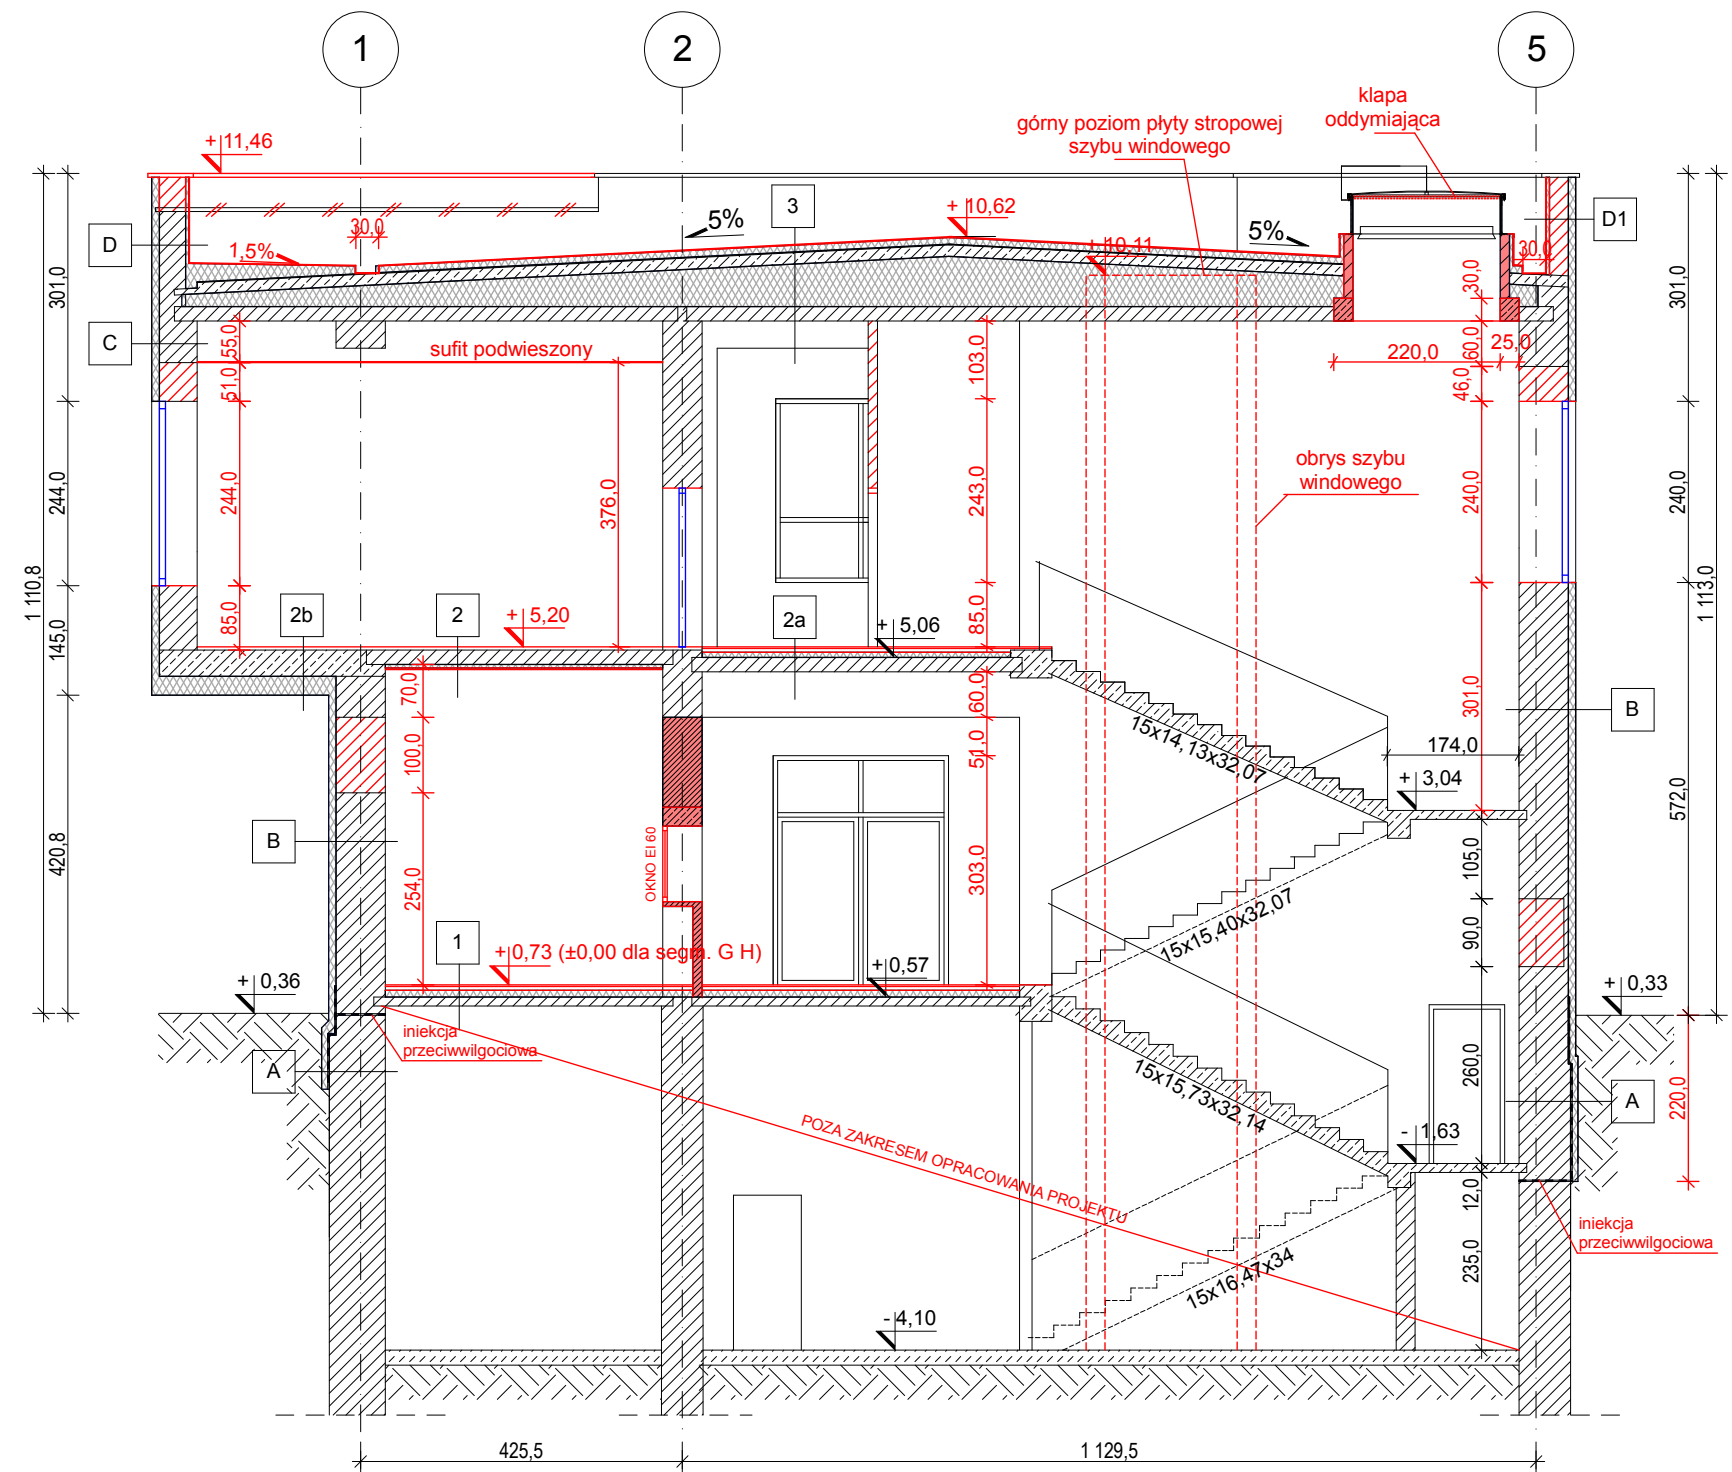 1
2
5
+11,46
górny poziom płyty stropowej
szybu windowego
klapa
oddymiająca
D
1,5%
30,0
5%
3
+10,62
+10,11
5%
D1
30,0
30,0
C
55,0
51,0
sufit podwieszony
103,0
220,0
60,0
25,0
46,0
301,0
244,0
145,0
420,8
1 110,8
244,0
85,0
376,0
243,0
85,0
obrys szybu
windowego
240,0
301,0
301,0
240,0
572,0
1 113,0
2b
2
+5,20
2a
+5,06
70,0
100,0
254,0
60,0
51,0
303,0
15x14,13x32,07
174,0
+3,04
B
B
OKNO EI 60
15x15,40x32,07
105,0
90,0
260,0
12,0
235,0
1
+0,73 (±0,00 dla segm. G H)
+0,57
+0,36
+0,33
iniekcja
przeciwwilgociowa
A
15x15,73x32,14
-1,63
A
220,0
POZA ZAKRESEM OPRACOWANIA PROJEKTU
iniekcja
przeciwwilgociowa
15x16,47x34
-4,10
425,5
1 129,5